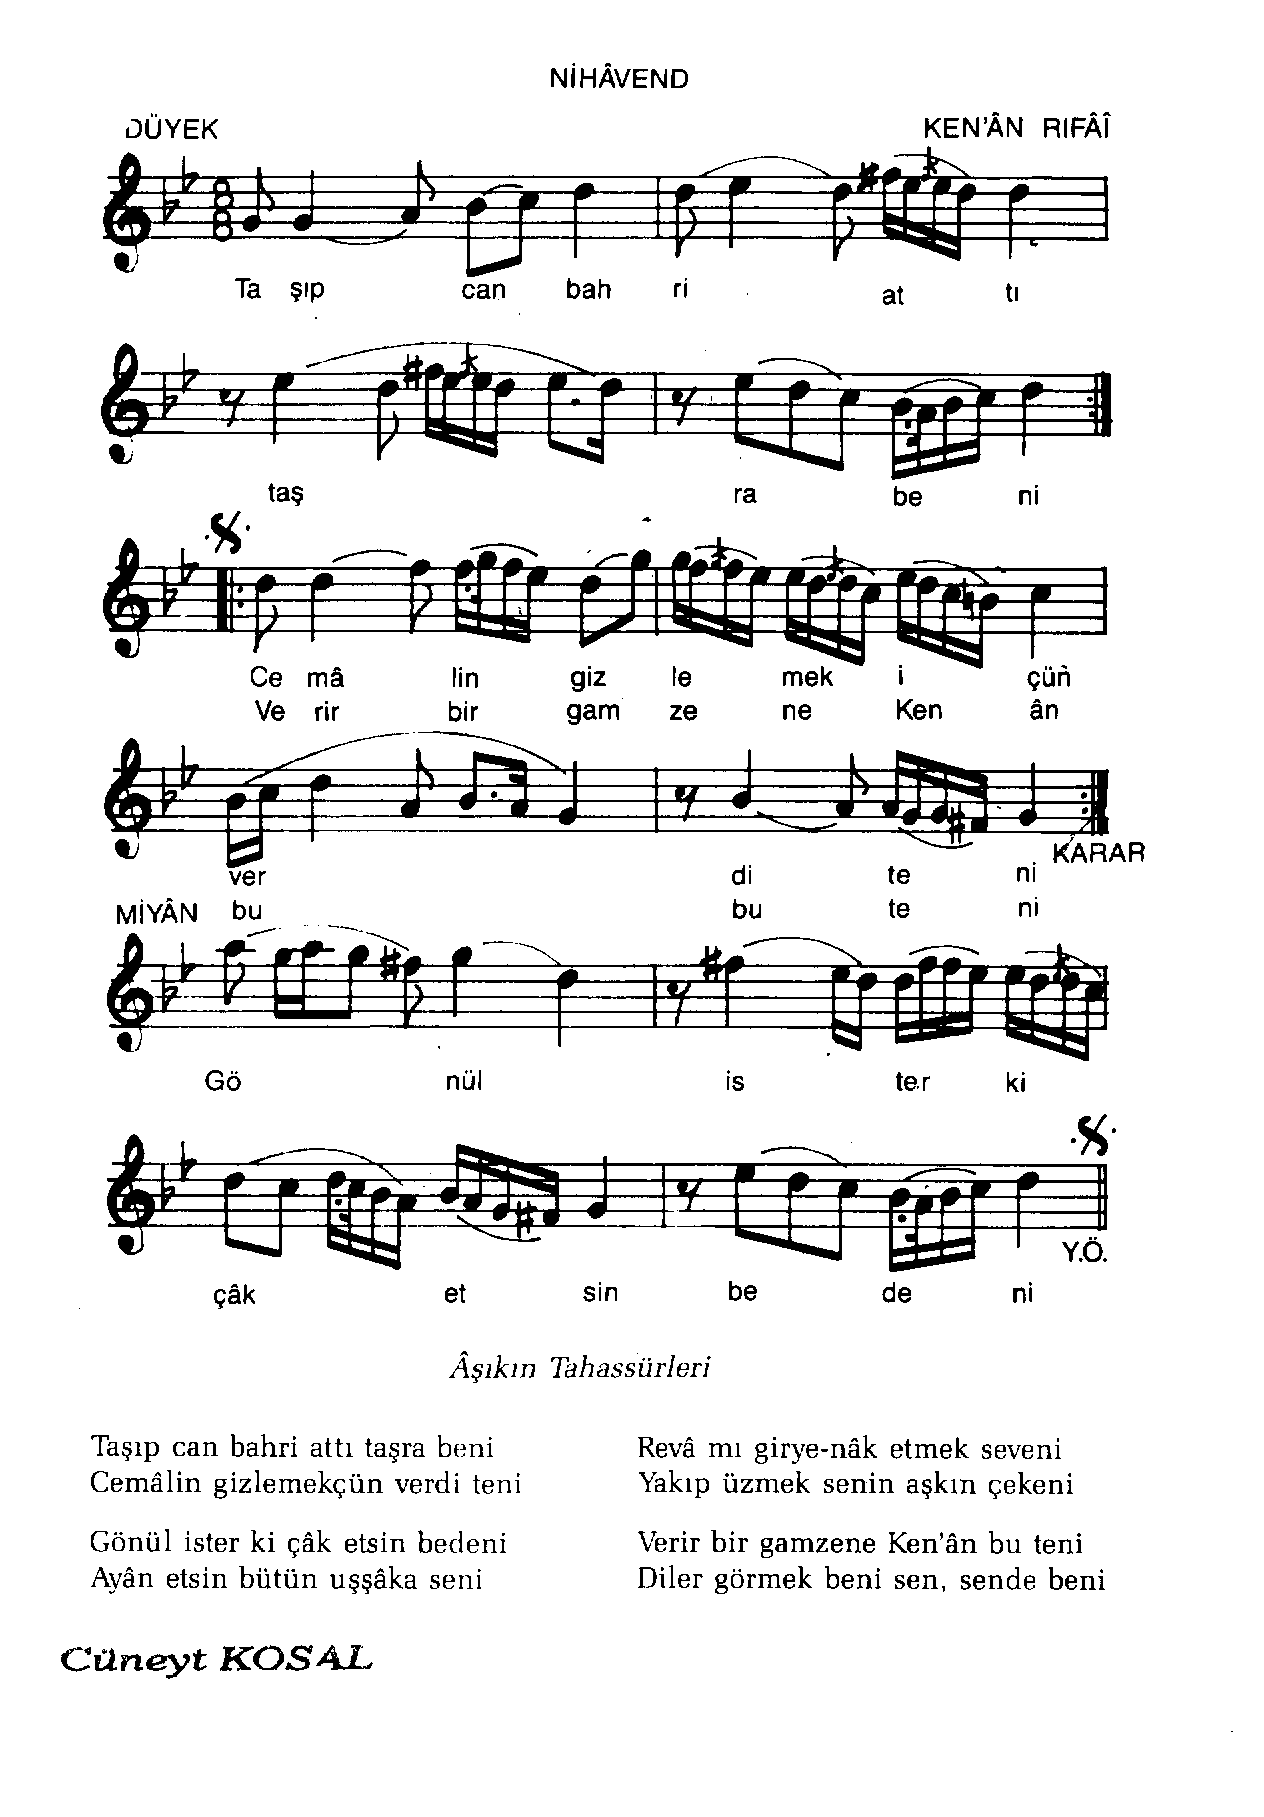 NİHÂVEND
DÜYEK KEN'ÂN RIFÂÎ
Ta şıp can bah ri at tı
taş ra be ni
Ce mâ lin giz le mek i çün
Ve rir bir gam ze ne Ken ân
KARAR
ver di te ni
MİYÂN bu bu te ni
Gö nül is ter ki
Y.Ö.
çâk et sin be de ni
Âşıkın Tahassürleri
Taşıp can bahri attı taşra beni
Cemâlin gizlemekçün verdi teni
Gönül ister ki çâk etsin bedeni
Ayân etsin bütün uşşâka seni
Revâ mı girye-nâk etmek seveni
Yakıp üzmek senin aşkın çekeni
Verir bir gamzene Ken'ân bu teni
Diler görmek beni sen, sende beni
Cüneyt KOSAL